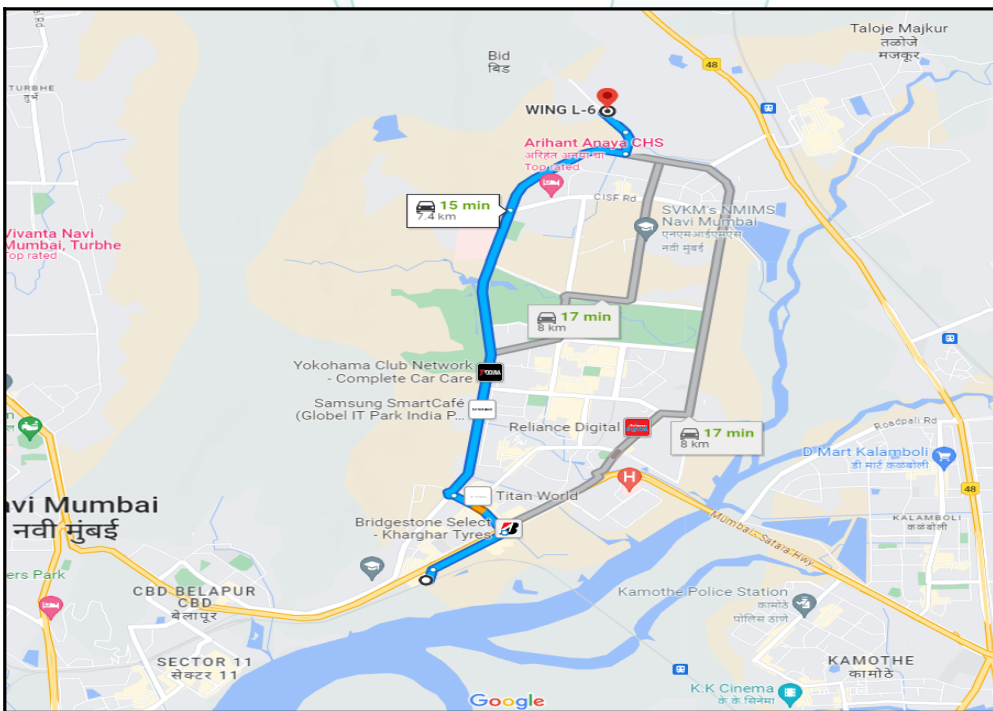 Taloje Majkur
तळोजे
मजकूर
Bid
बिड
48
TURBHE
तुर्भे
WING L-6
Arihant Anaya CHS
Top rated
CISF Rd
15 min
7.4 km
SVKM's NMIMS
Navi Mumbai
एनएमआईएमएस
नवी मुंबई
Vivanta Navi
Mumbai, Turbhe
Top rated
17 min
8 km
Yokohama Club Network
- Complete Car Care
Samsung SmartCafé
(Globel IT Park India P...
Reliance Digital
17 min
8 km
Roadpali Rd
D Mart Kalamboli
डी मार्ट कळंबोली
H
Titan World
48
avi Mumbai
नवी मुंबई
Bridgestone Select
- Kharghar Tyres
Mumbai - Satara Hwy
KALAMBOLI
कळंबोली
ers Park
CBD BELAPUR
CBD
बेलापूर
Kamothe Police Station
कामोठे
पोलिस ठाणे
SECTOR 11
सेक्टर 11
KAMOTHE
कामोठे
K.K Cinema
के के सिनेमा
Google